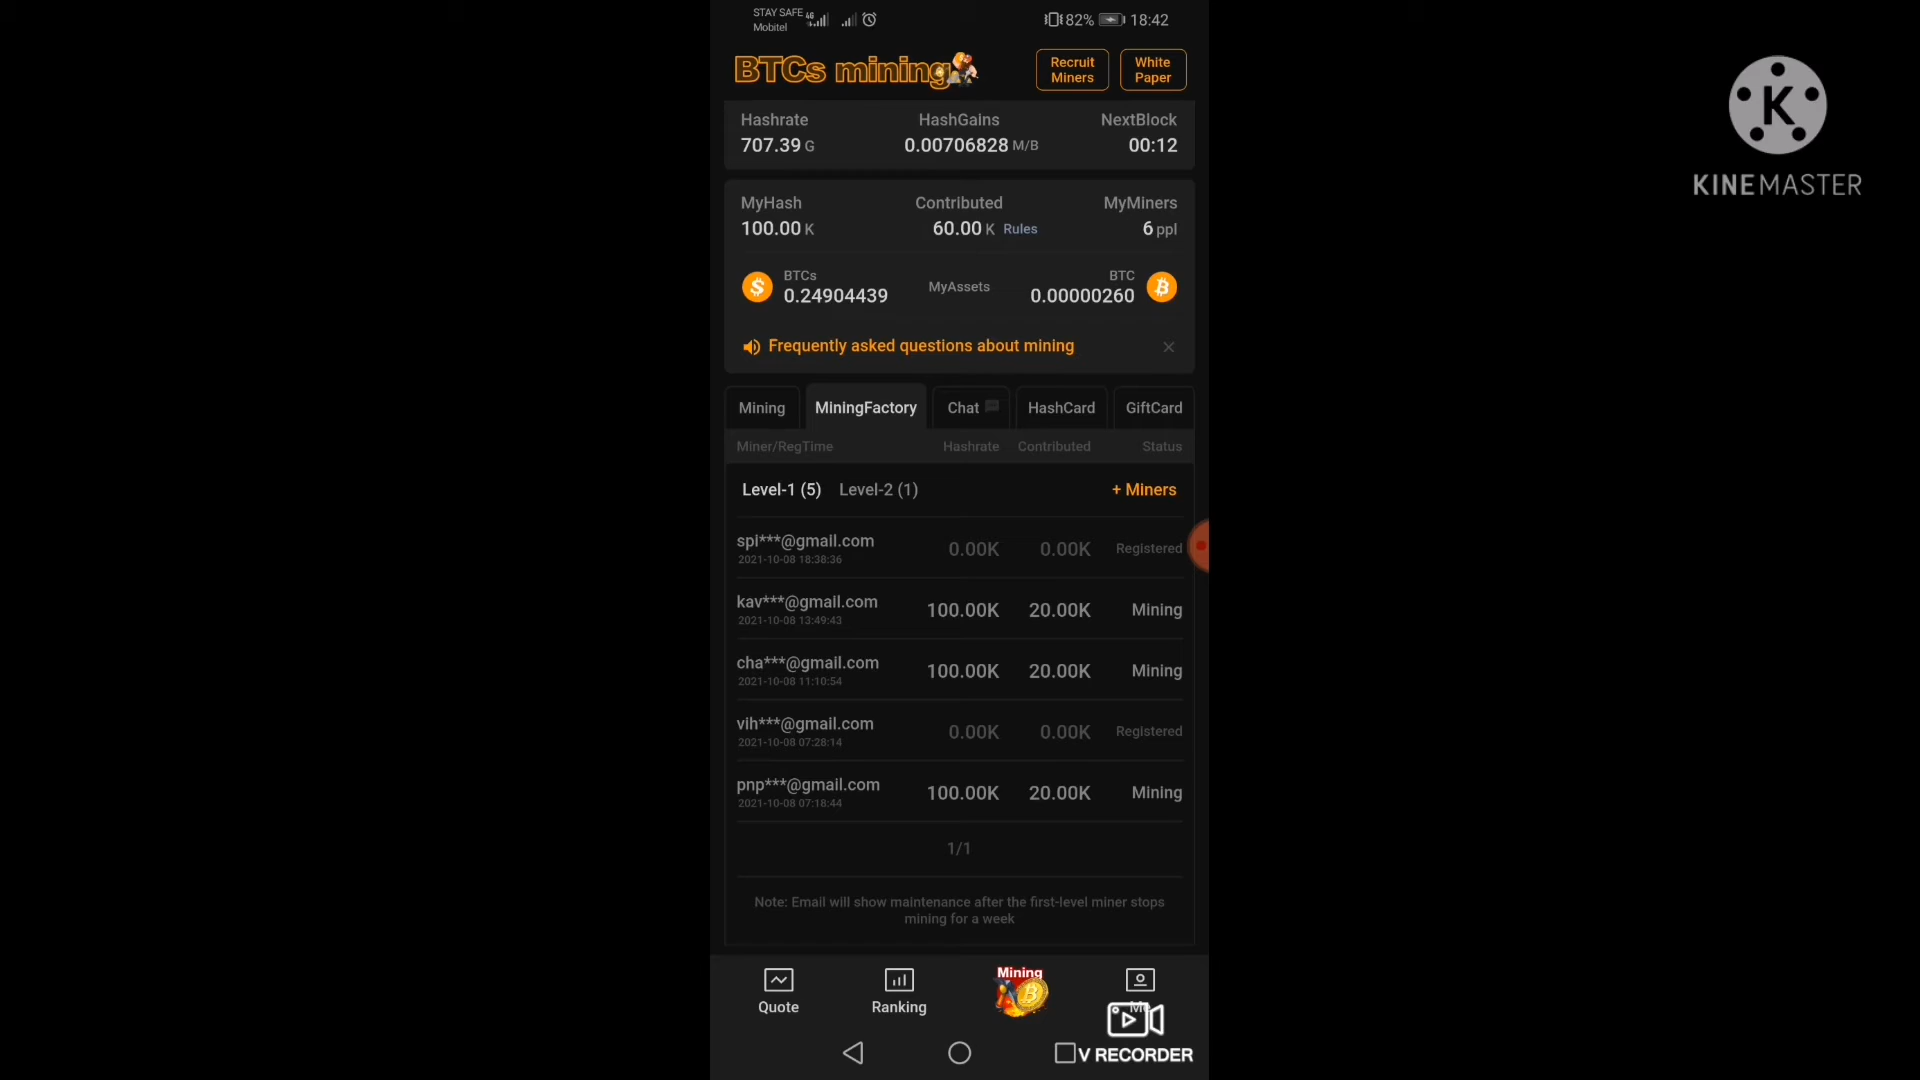 STAY SAFE
Mobitel
4G
82%
18:42
BTCs mining
Recruit
Miners
White
Paper
Hashrate HashGains NextBlock
707.39 G 0.00706828 M/B 00:12
MyHash Contributed MyMiners
100.00 K 60.00 K Rules 6 ppl
BTCs MyAssets BTC
0.24904439 0.00000260
Frequently asked questions about mining
Mining MiningFactory Chat HashCard GiftCard
Miner/RegTime Hashrate Contributed Status
Level-1 (5) Level-2 (1) + Miners
spi***@gmail.com 0.00K 0.00K Registered
2021-10-08 18:38:36
kav***@gmail.com 100.00K 20.00K Mining
2021-10-08 13:49:43
cha***@gmail.com 100.00K 20.00K Mining
2021-10-08 11:10:54
vih***@gmail.com 0.00K 0.00K Registered
2021-10-08 07:28:14
pnp***@gmail.com 100.00K 20.00K Mining
2021-10-08 07:18:44
1/1
Note: Email will show maintenance after the first-level miner stops
mining for a week
Mining
Quote Ranking
V RECORDER
K
KINEMASTER